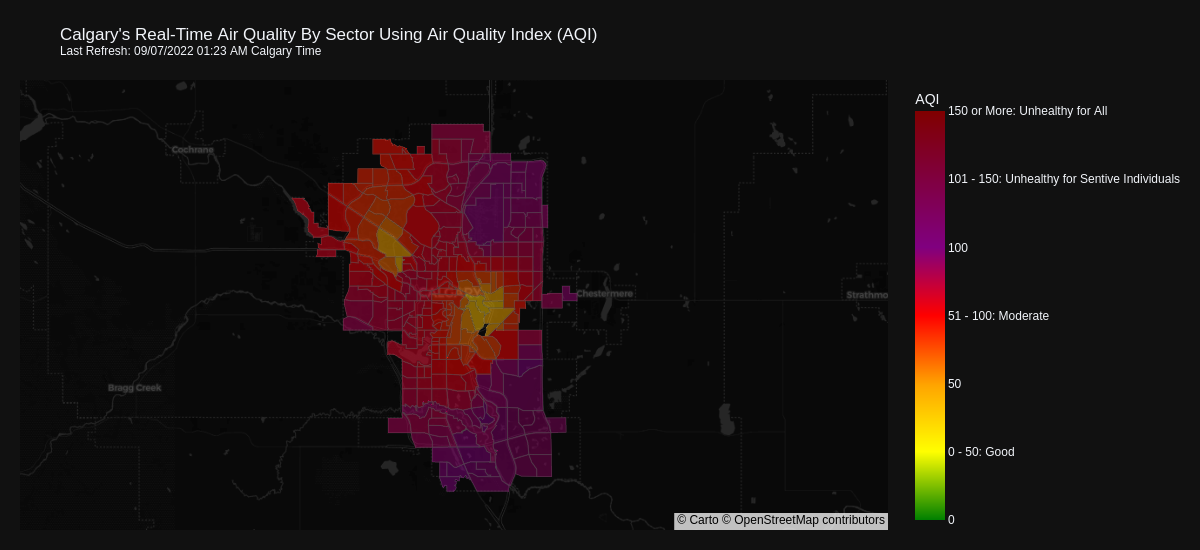 Calgary's Real-Time Air Quality By Sector Using Air Quality Index (AQI)
Last Refresh: 09/07/2022 01:23 AM Calgary Time
AQI
150 or More: Unhealthy for All
101 - 150: Unhealthy for Sentive Individuals
100
51 - 100: Moderate
50
0 - 50: Good
0
Cochrane
CALGARY
Chestermere
Strathmo
Bragg Creek
© Carto © OpenStreetMap contributors